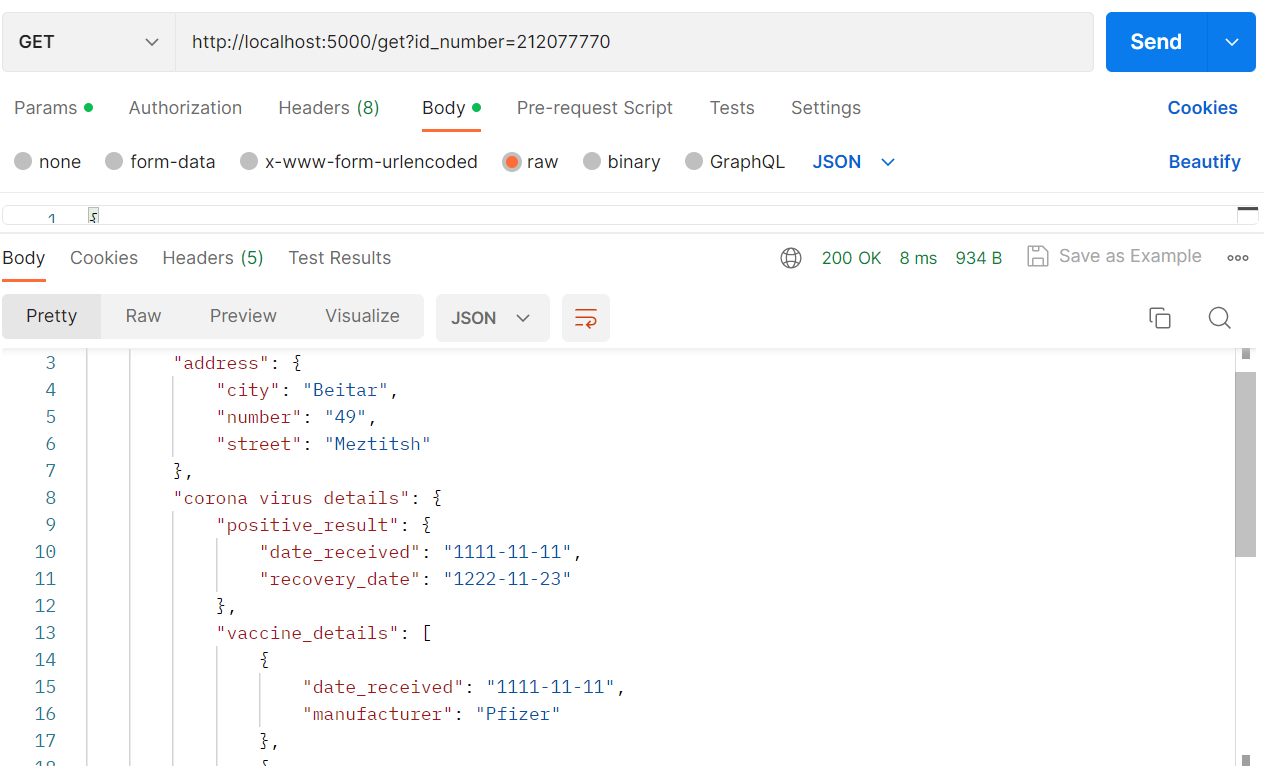 GET http://localhost:5000/get?id_number=212077770 Send
Params Authorization Headers (8) Body Pre-request Script Tests Settings Cookies
none form-data x-www-form-urlencoded raw binary GraphQL JSON Beautify
1 {
Body Cookies Headers (5) Test Results 200 OK 8 ms 934 B Save as Example
Pretty Raw Preview Visualize JSON
3 "address": {
4 "city": "Beitar",
5 "number": "49",
6 "street": "Meztitsh"
7 },
8 "corona virus details": {
9 "positive_result": {
10 "date_received": "1111-11-11",
11 "recovery_date": "1222-11-23"
12 },
13 "vaccine_details": [
14 {
15 "date_received": "1111-11-11",
16 "manufacturer": "Pfizer"
17 },
18 {